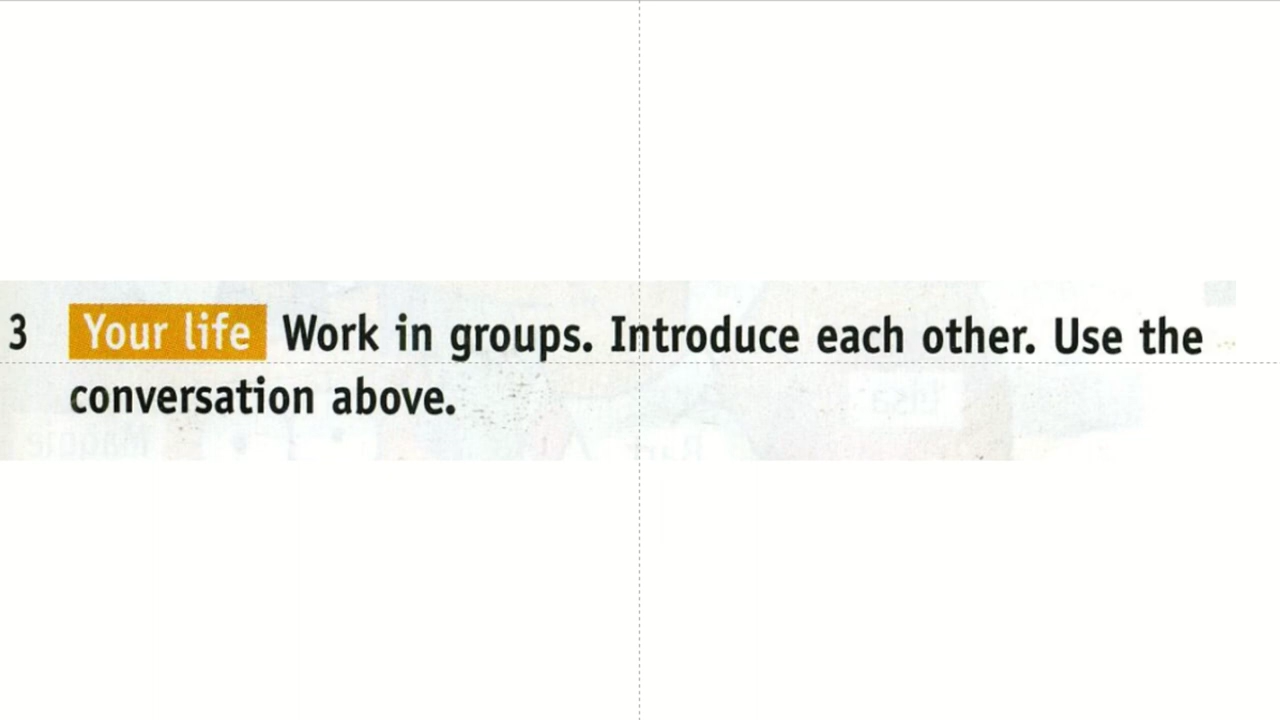 3 Your life Work in groups. Introduce each other. Use the
conversation above.